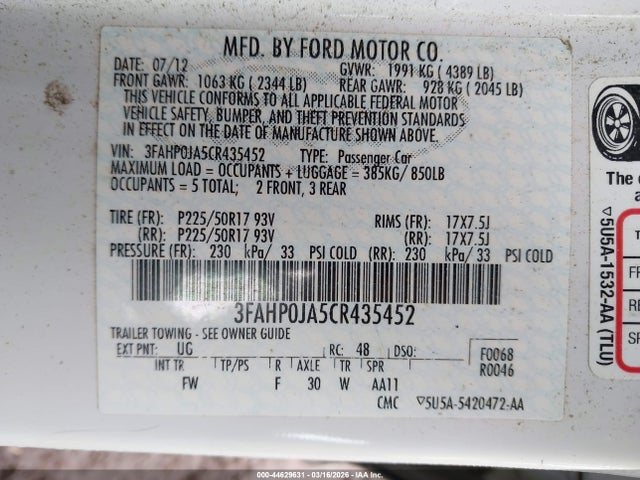 MFD. BY FORD MOTOR CO.
DATE: 07/12 GVWR: 1991 KG ( 4389 LB)
FRONT GAWR: 1063 KG ( 2344 LB) REAR GAWR: 928 KG ( 2045 LB)
THIS VEHICLE CONFORMS TO ALL APPLICABLE FEDERAL MOTOR
VEHICLE SAFETY, BUMPER, AND THEFT PREVENTION STANDARDS
IN EFFECT ON THE DATE OF MANUFACTURE SHOWN ABOVE.
VIN: 3FAHP0JA5CR435452 TYPE: Passenger Car
MAXIMUM LOAD = OCCUPANTS + LUGGAGE = 385KG/ 850LB
OCCUPANTS = 5 TOTAL; 2 FRONT, 3 REAR
TIRE (FR): P225/50R17 93V RIMS (FR): 17X7.5J
(RR): P225/50R17 93V (RR): 17X7.5J
PRESSURE (FR): 230 kPa/ 33 PSI COLD (RR): 230 kPa/ 33 PSI COLD
3FAHP0JA5CR435452
TRAILER TOWING - SEE OWNER GUIDE
EXT PNT: UG RC: 48 DSO: F0068
INT TR TP/PS R AXLE TR SPR R0046
FW F 30 W AA11
CMC ▽5U5A-5420472-AA
The
▽5U5A-1532-AA (TLU)
000-44629631 - 03/16/2026 - IAAI